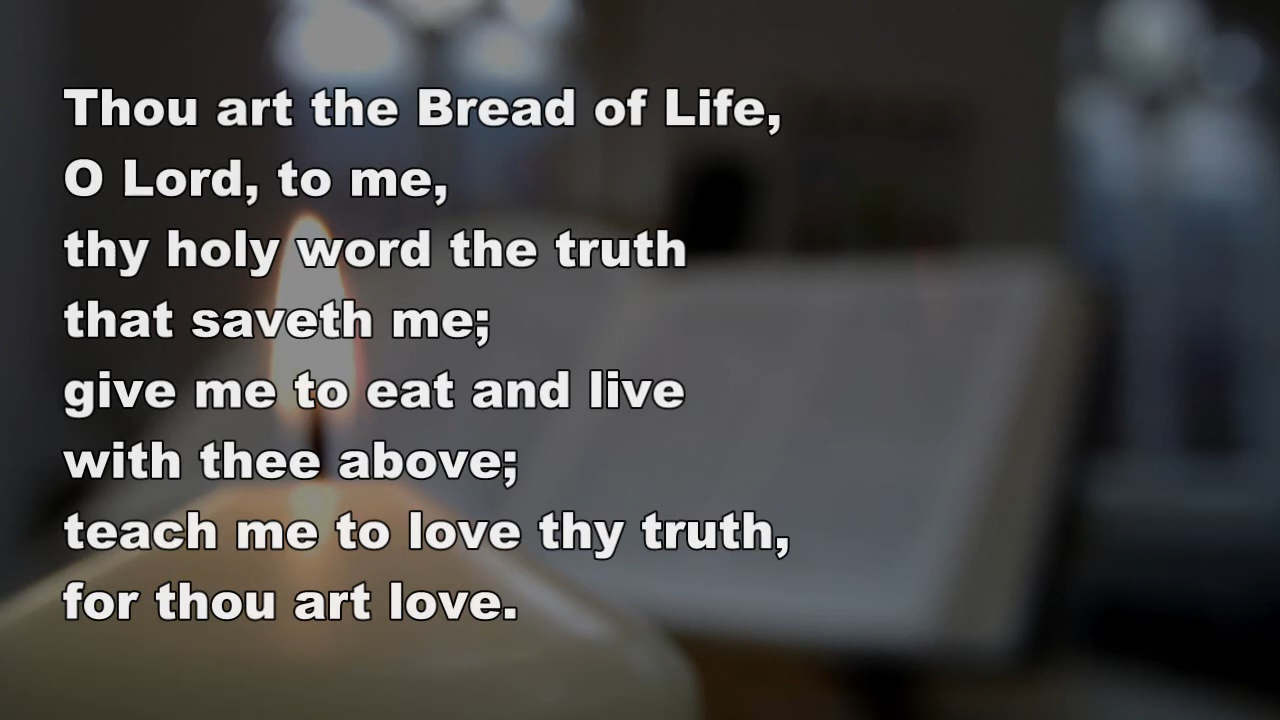 Thou art the Bread of Life,
O Lord, to me,
thy holy word the truth
that saveth me;
give me to eat and live
with thee above;
teach me to love thy truth,
for thou art love.